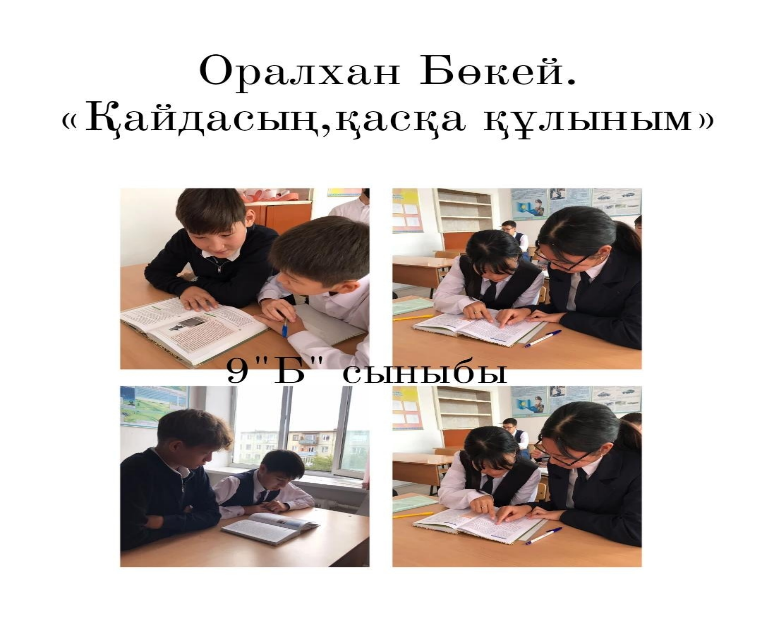 Оралхан Бөкей.
«Қайдасың,қасқа құлыным»
9"Б" сыныбы